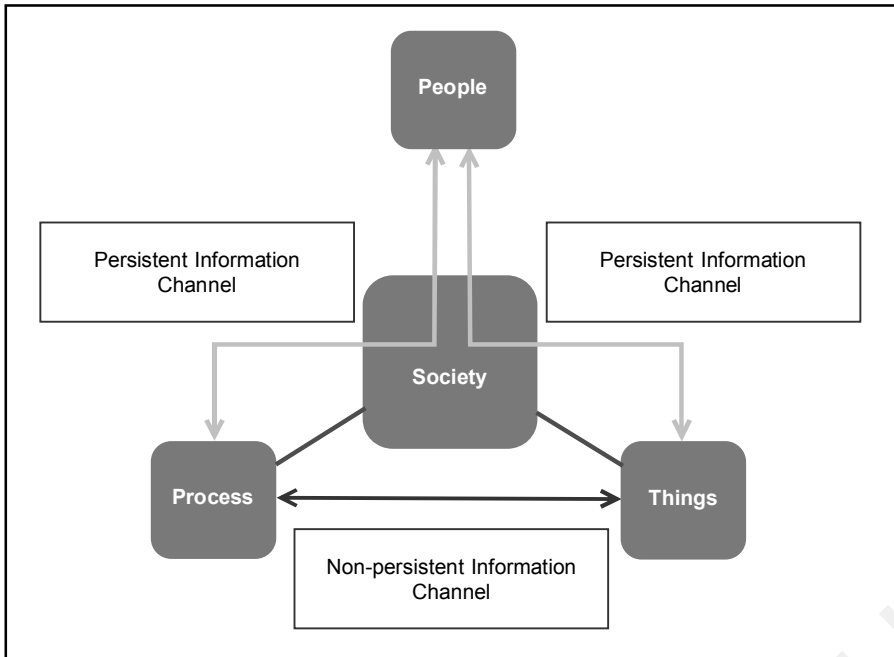 People
Persistent Information
Channel
Persistent Information
Channel
Society
Process
Things
Non-persistent Information
Channel